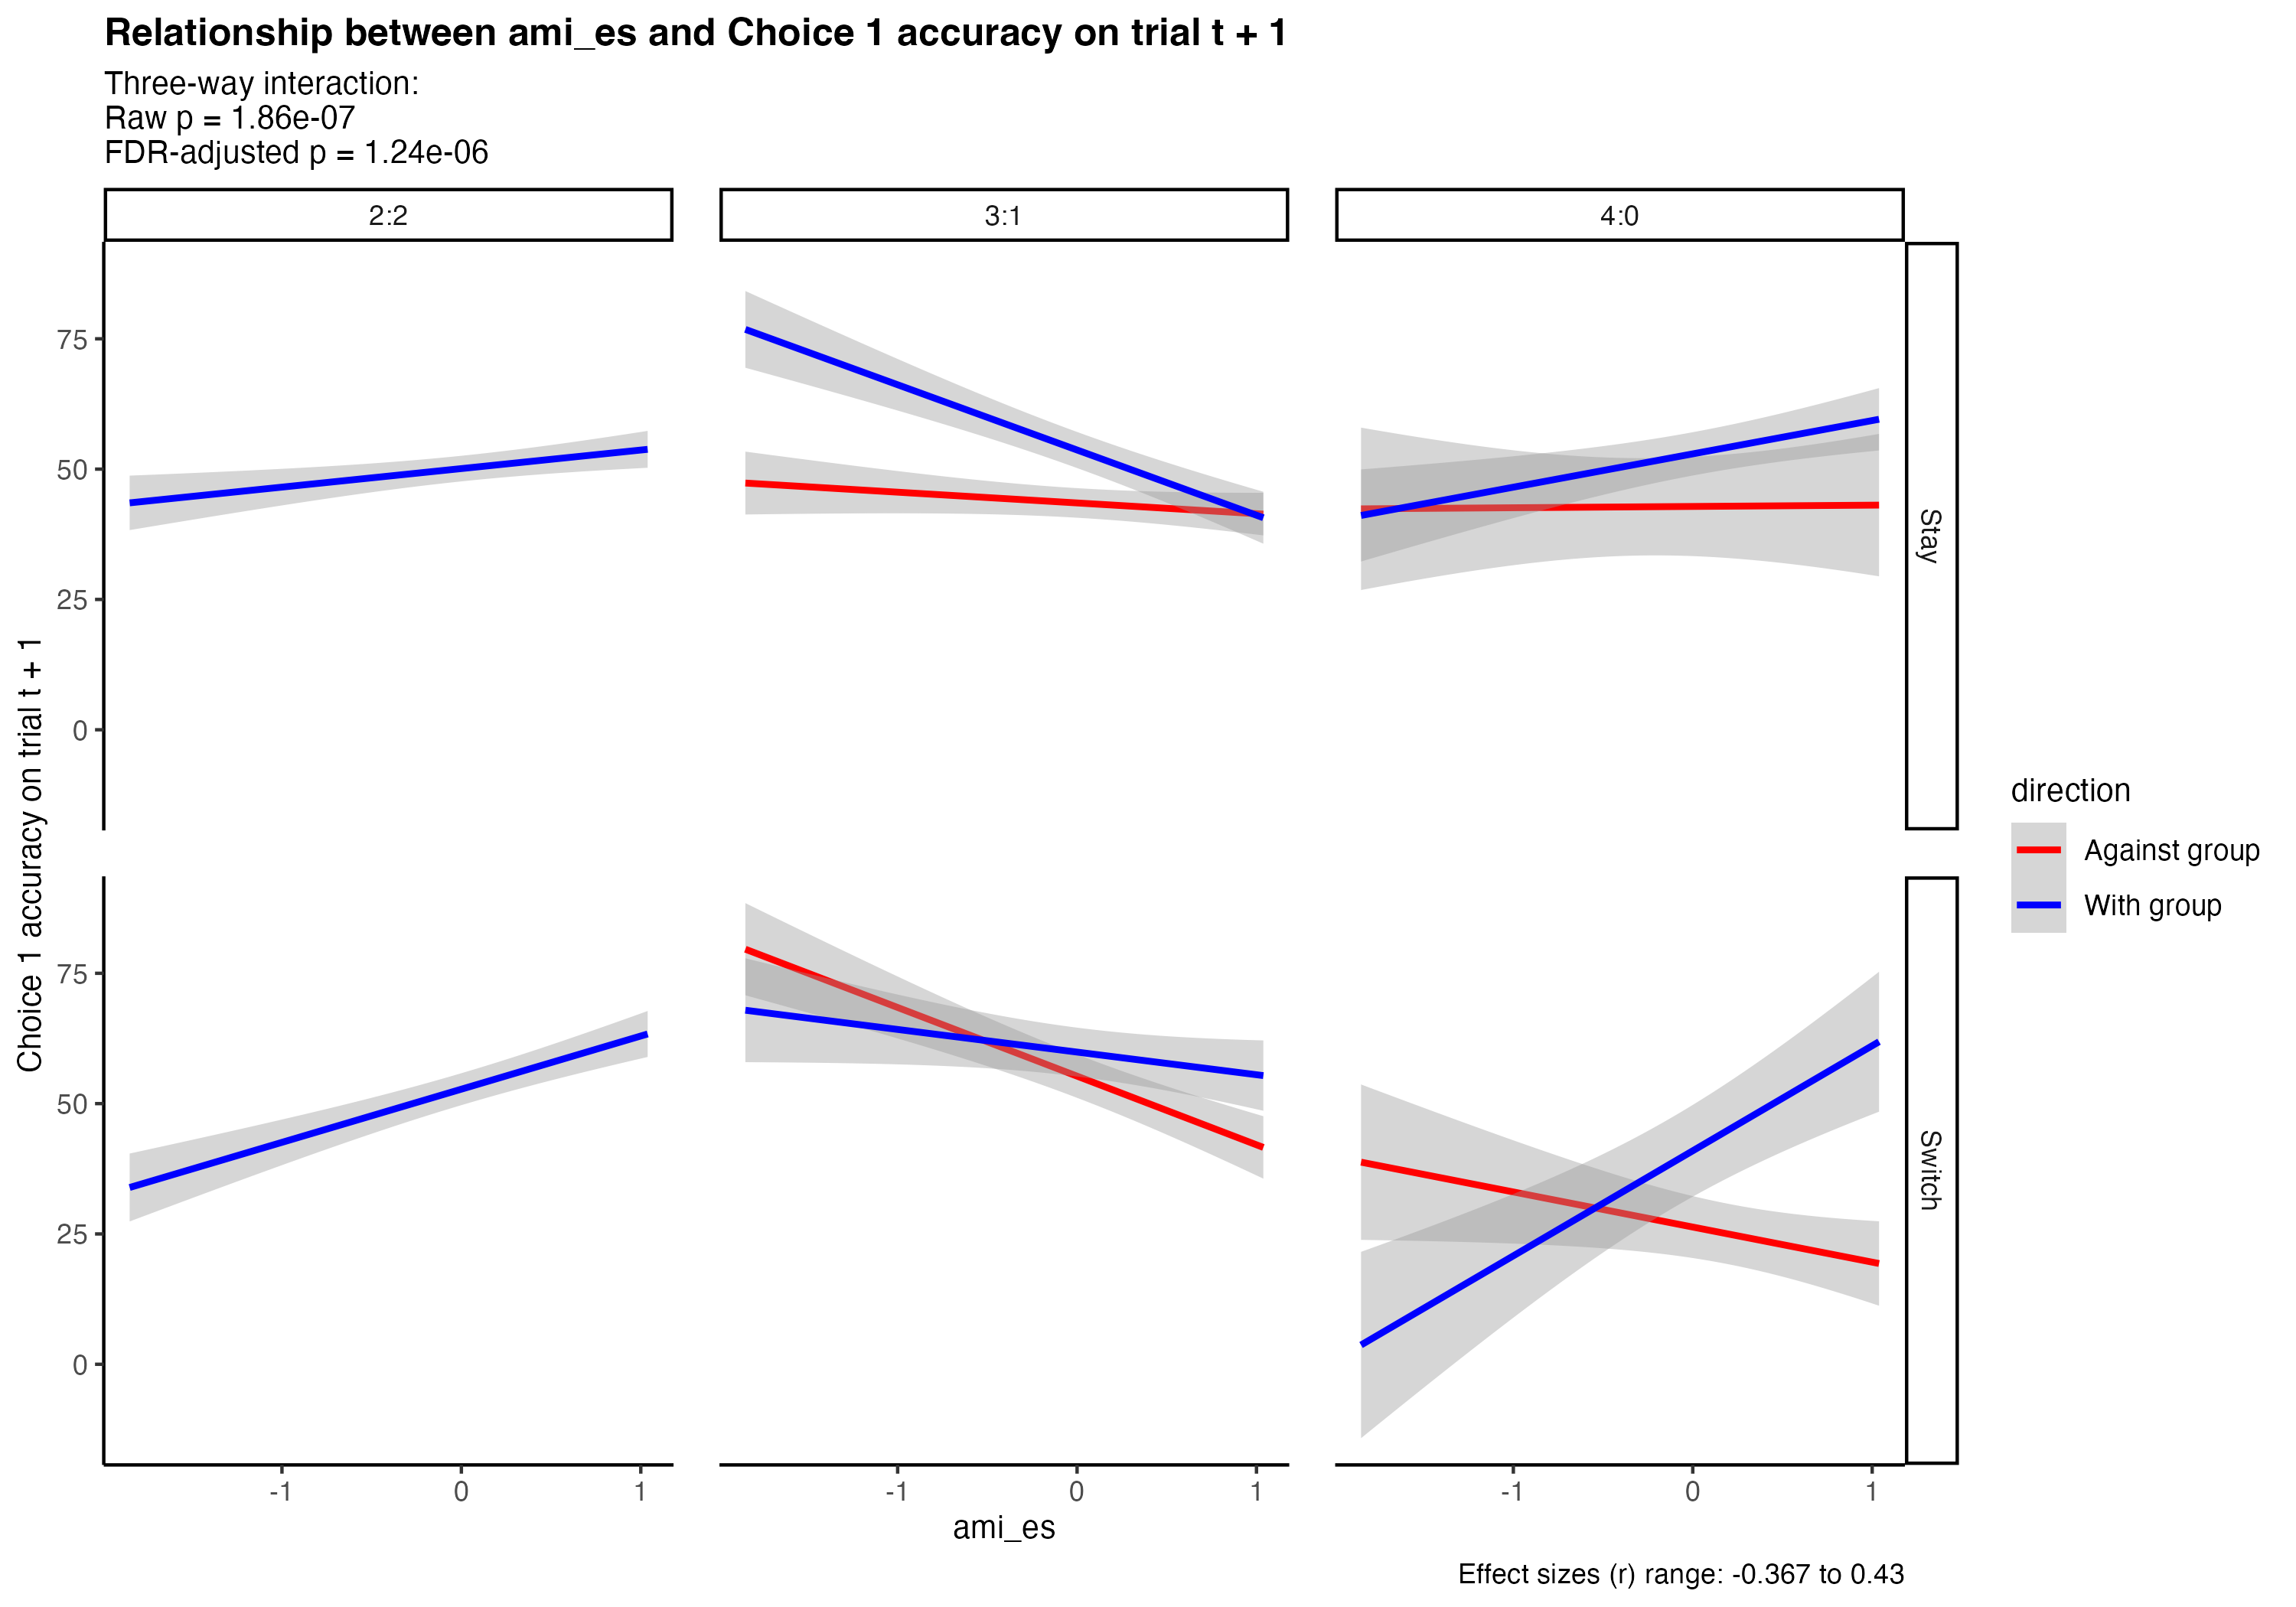 Relationship between ami_es and Choice 1 accuracy on trial t + 1
Three-way interaction:
Raw p = 1.86e-07
FDR-adjusted p = 1.24e-06
2:2
3:1
4:0
75
50
25
0
Stay
75
50
25
0
Switch
Choice 1 accuracy on trial t + 1
-1
0
1
-1
0
1
-1
0
1
ami_es
direction
Against group
With group
Effect sizes (r) range: -0.367 to 0.43